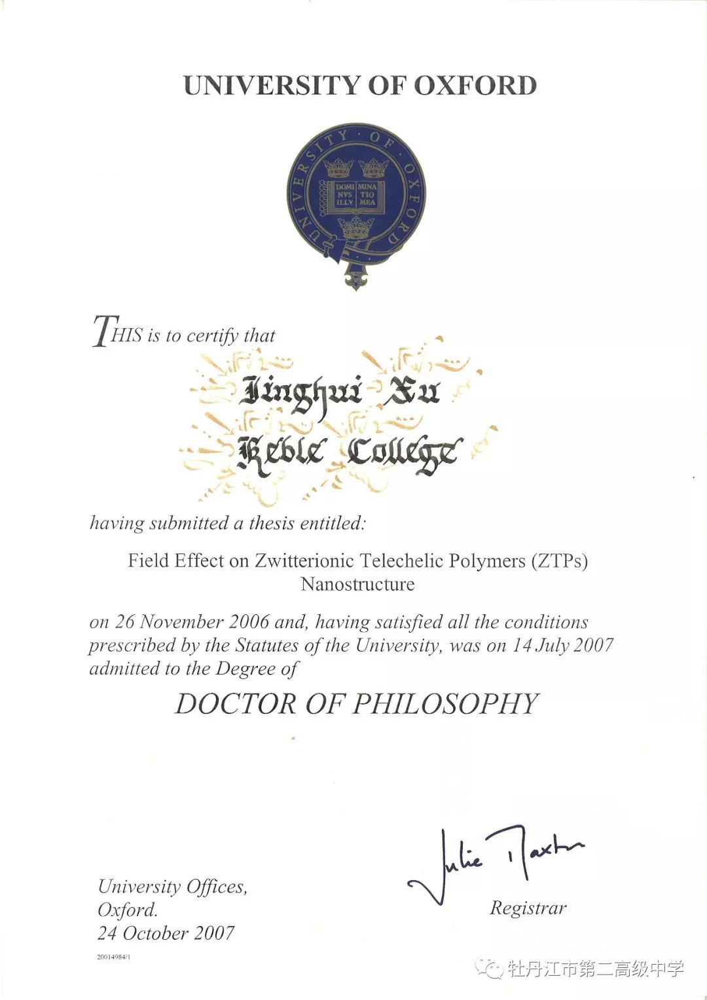 UNIVERSITY OF OXFORD
UNIVERSITY · OF · OXFORD
DOMI MINA
NVS TIO
ILLV MEA
THIS is to certify that
Jinghui Xu
Keble College
having submitted a thesis entitled:
Field Effect on Zwitterionic Telechelic Polymers (ZTPs)
Nanostructure
on 26 November 2006 and, having satisfied all the conditions
prescribed by the Statutes of the University, was on 14 July 2007
admitted to the Degree of
DOCTOR OF PHILOSOPHY
Julie Maxton
Registrar
University Offices,
Oxford.
24 October 2007
20014984/1
牡丹江市第二高级中学